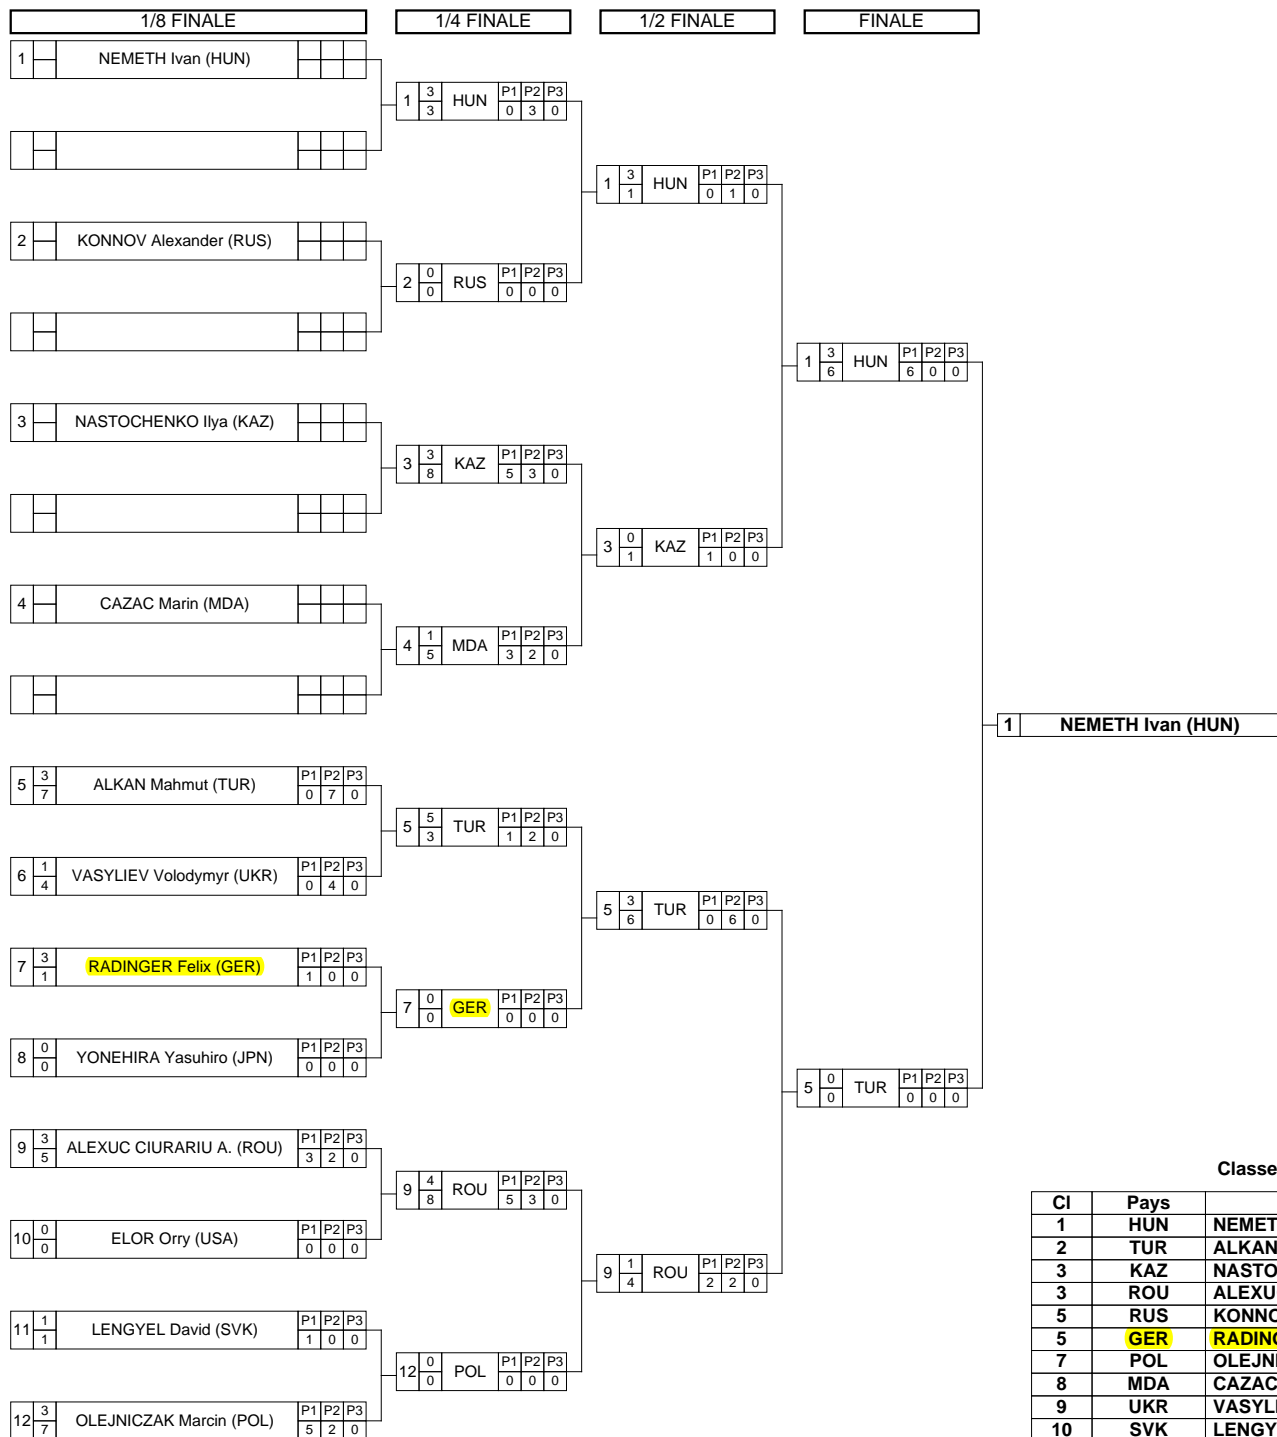 1/8 FINALE 1/4 FINALE 1/2 FINALE FINALE
1 NEMETH Ivan (HUN)
1 3 3 HUN P1 P2 P3 0 3 0
1 3 1 HUN P1 P2 P3 0 1 0
2 KONNOV Alexander (RUS)
2 0 0 RUS P1 P2 P3 0 0 0
1 3 6 HUN P1 P2 P3 6 0 0
3 NASTOCHENKO Ilya (KAZ)
3 3 8 KAZ P1 P2 P3 5 3 0
3 0 1 KAZ P1 P2 P3 1 0 0
4 CAZAC Marin (MDA)
4 1 5 MDA P1 P2 P3 3 2 0
1 NEMETH Ivan (HUN)
5 3 7 ALKAN Mahmut (TUR) P1 P2 P3 0 7 0
5 5 3 TUR P1 P2 P3 1 2 0
6 1 4 VASYLIEV Volodymyr (UKR) P1 P2 P3 0 4 0
5 3 6 TUR P1 P2 P3 0 6 0
7 3 1 RADINGER Felix (GER) P1 P2 P3 1 0 0
7 0 0 GER P1 P2 P3 0 0 0
8 0 0 YONEHIRA Yasuhiro (JPN) P1 P2 P3 0 0 0
5 0 0 TUR P1 P2 P3 0 0 0
9 3 5 ALEXUC CIURARIU A. (ROU) P1 P2 P3 3 2 0
9 4 8 ROU P1 P2 P3 5 3 0
10 0 0 ELOR Orry (USA) P1 P2 P3 0 0 0
9 1 4 ROU P1 P2 P3 2 2 0
11 1 1 LENGYEL David (SVK) P1 P2 P3 1 0 0
12 0 0 POL P1 P2 P3 0 0 0
12 3 7 OLEJNICZAK Marcin (POL) P1 P2 P3 5 2 0
Classe
Cl Pays
1 HUN NEMET
2 TUR ALKAN
3 KAZ NASTO
3 ROU ALEXU
5 RUS KONNO
5 GER RADIN
7 POL OLEJN
8 MDA CAZAC
9 UKR VASYL
10 SVK LENGY